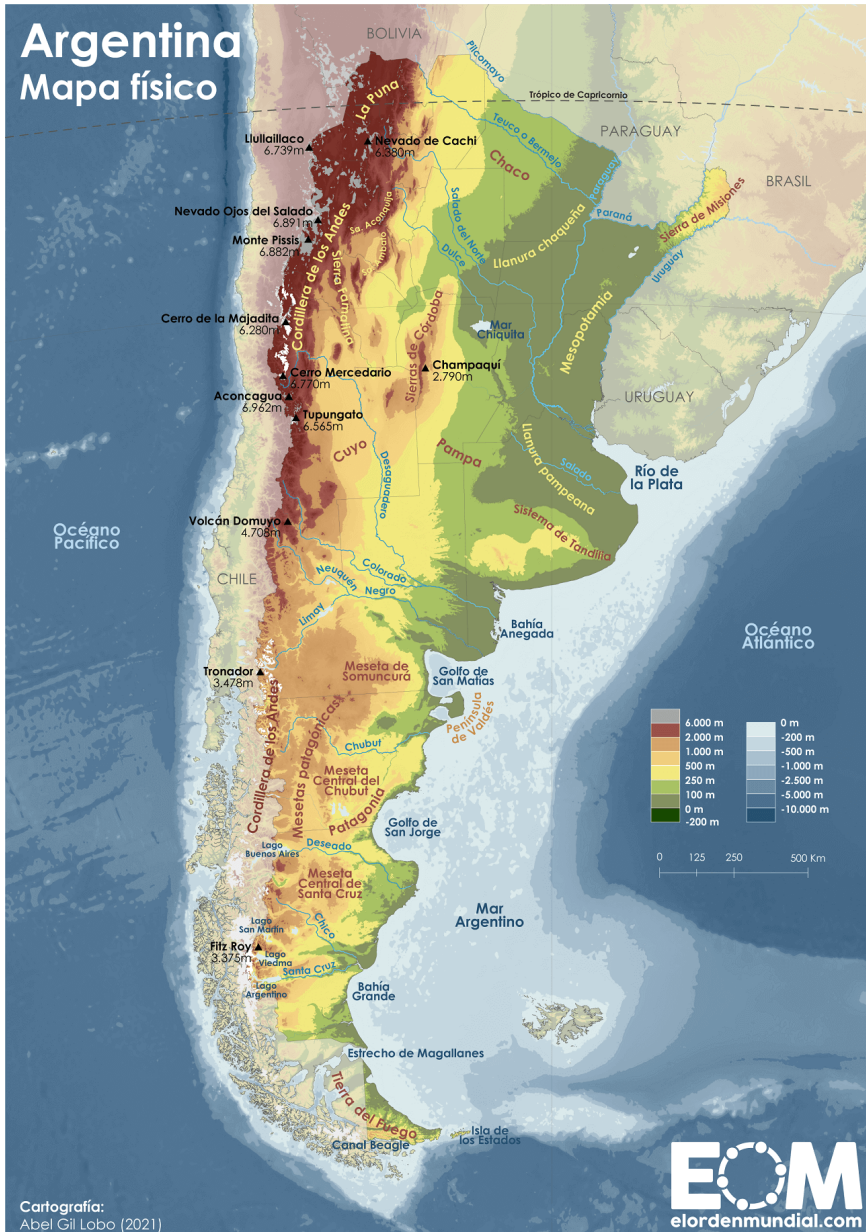 Argentina
Mapa físico
BOLIVIA
Pilcomayo
Trópico de Capricornio
La Puna
Teuco o Bermejo
PARAGUAY
Llullaillaco
6.739m
Nevado de Cachi
6.380m
Chaco
Paraguay
BRASIL
Nevado Ojos del Salado
6.891m
Sa. Aconquija
Salado del Norte
Paraná
Sierra de Misiones
Monte Pissis
6.882m
Sa. Ambato
Dulce
Llanura chaqueña
Uruguay
Cordillera de los Andes
Sierra Famatina
Cerro de la Majadita
6.280m
Sierras de Córdoba
Mar
Chiquita
Mesopotamia
Cerro Mercedario
6.770m
Champaquí
2.790m
Aconcagua
6.962m
URUGUAY
Tupungato
6.565m
Cuyo
Desaguadero
Pampa
Llanura pampeana
Salado
Río de
la Plata
Océano
Pacífico
Volcán Domuyo
4.708m
Sistema de Tandilia
CHILE
Neuquén
Colorado
Negro
Limay
Bahía
Anegada
Océano
Atlántico
Tronador
3.478m
Meseta de
Somuncurá
Golfo de
San Matías
Península
de Valdés
Cordillera de los Andes
Mesetas patagónicas
Chubut
6.000 m
2.000 m
1.000 m
500 m
250 m
100 m
0 m
-200 m
0 m
-200 m
-500 m
-1.000 m
-2.500 m
-5.000 m
-10.000 m
Meseta
Central del
Chubut
Patagonia
Golfo de
San Jorge
Lago
Buenos Aires
Deseado
0
125
250
500 Km
Meseta
Central de
Santa Cruz
Mar
Argentino
Lago
San Martín
Chico
Fitz Roy
3.375m
Lago
Viedma
Santa Cruz
Lago
Argentino
Bahía
Grande
Estrecho de Magallanes
Tierra del Fuego
Isla de
los Estados
Canal Beagle
EOM
elordenmundial.com
Cartografía:
Abel Gil Lobo (2021)